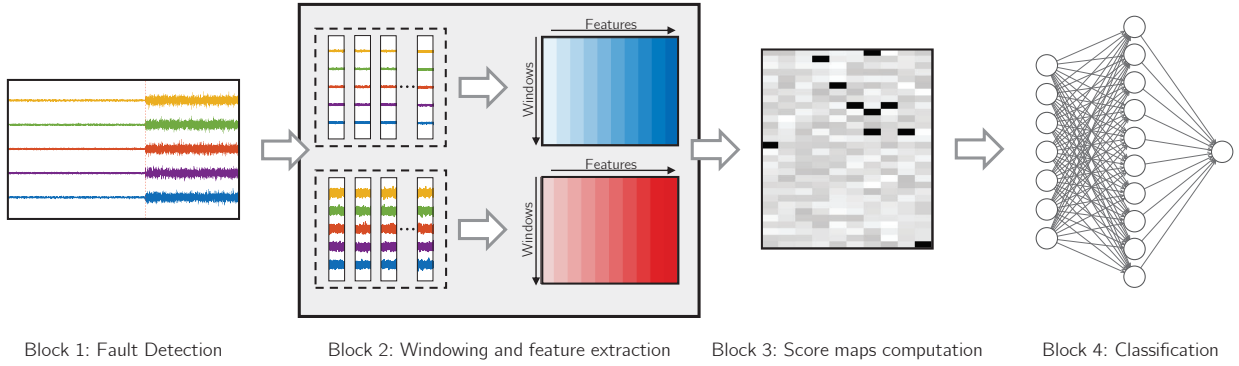 Features
Windows
Features
Windows
Block 1: Fault Detection
Block 2: Windowing and feature extraction
Block 3: Score maps computation
Block 4: Classification